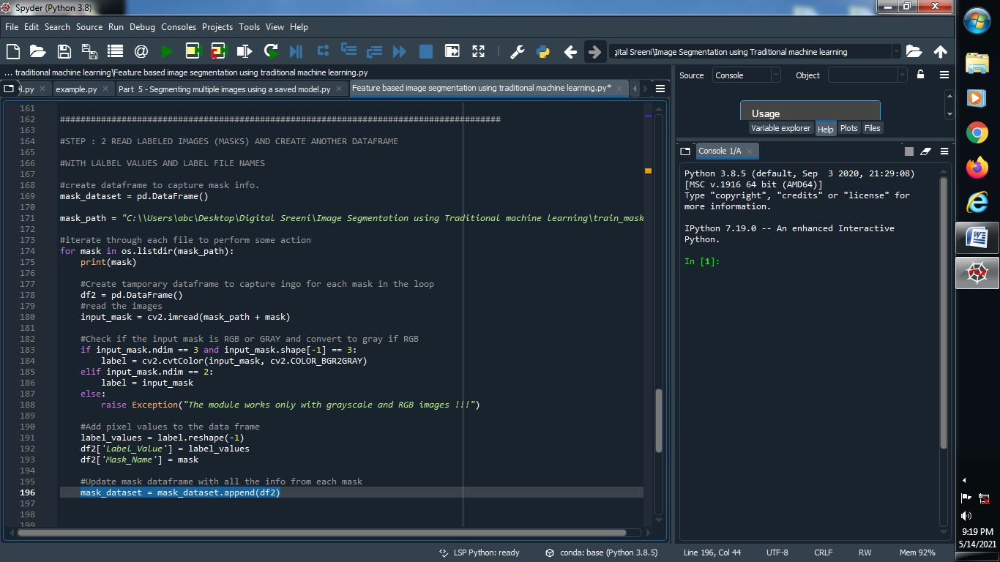 Spyder (Python 3.8)
File Edit Search Source Run Debug Consoles Projects Tools View Help
gital Sreeni\Image Segmentation using Traditional machine learning
... traditional machine learning\Feature based image segmentation using traditional machine learning.py
el.py example.py Part 5 - Segmenting multiple images using a saved model.py Feature based image segmentation using traditional machine learning.py*
161
162 ######################################################################################
163
164 #STEP : 2 READ LABELED IMAGES (MASKS) AND CREATE ANOTHER DATAFRAME
165
166 #WITH LALBEL VALUES AND LABEL FILE NAMES
167
168 #create dataframe to capture mask info.
169 mask_dataset = pd.DataFrame()
170
171 mask_path = "C:\\Users\abc\Desktop\Digital Sreeni\Image Segmentation using Traditional machine learning\train_mask
172
173 #iterate through each file to perform some action
174 for mask in os.listdir(mask_path):
175 print(mask)
176
177 #Create tamporary dataframe to capture ingo for each mask in the loop
178 df2 = pd.DataFrame()
179 #read the images
180 input_mask = cv2.imread(mask_path + mask)
181
182 #Check if the input mask is RGB or GRAY and convert to gray if RGB
183 if input_mask.ndim == 3 and input_mask.shape[-1] == 3:
184 label = cv2.cvtColor(input_mask, cv2.COLOR_BGR2GRAY)
185 elif input_mask.ndim == 2:
186 label = input_mask
187 else:
188 raise Exception("The module works only with grayscale and RGB images !!!")
189
190 #Add pixel values to the data frame
191 label_values = label.reshape(-1)
192 df2['Label_Value'] = label_values
193 df2['Mask_Name'] = mask
194
195 #Update mask dataframe with all the info from each mask
196 mask_dataset = mask_dataset.append(df2)
197
198
199
Source Console Object
Usage
Variable explorer Help Plots Files
Console 1/A
Python 3.8.5 (default, Sep  3 2020, 21:29:08)
[MSC v.1916 64 bit (AMD64)]
Type "copyright", "credits" or "license" for
more information.
IPython 7.19.0 -- An enhanced Interactive
Python.
In [1]:
LSP Python: ready conda: base (Python 3.8.5) Line 196, Col 44 UTF-8 CRLF RW Mem 92%
9:19 PM
5/14/2021